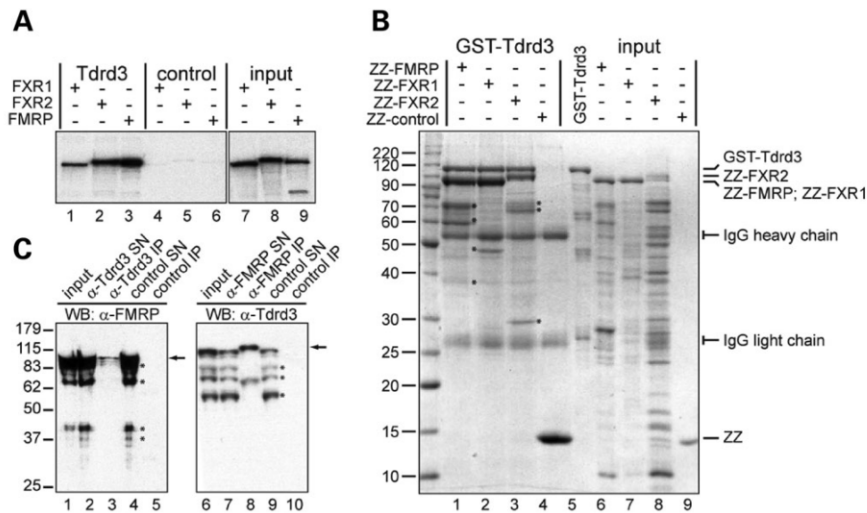 A
Tdrd3 control input
FXR1 + + +
FXR2 + + +
FMRP + + +
1 2 3 4 5 6 7 8 9
B
GST-Tdrd3 GST-Tdrd3 input
ZZ-FMRP + +
ZZ-FXR1 + +
ZZ-FXR2 + +
ZZ-control + +
220
120
90
70
60
50
40
30
25
20
15
10
GST-Tdrd3
ZZ-FXR2
ZZ-FMRP; ZZ-FXR1
IgG heavy chain
IgG light chain
ZZ
1 2 3 4 5 6 7 8 9
C
input α-Tdrd3 SN α-Tdrd3 IP control SN control IP
WB: α-FMRP
input α-FMRP SN α-FMRP IP control SN control IP
WB: α-Tdrd3
179
115
83
62
50
37
25
1 2 3 4 5
6 7 8 9 10